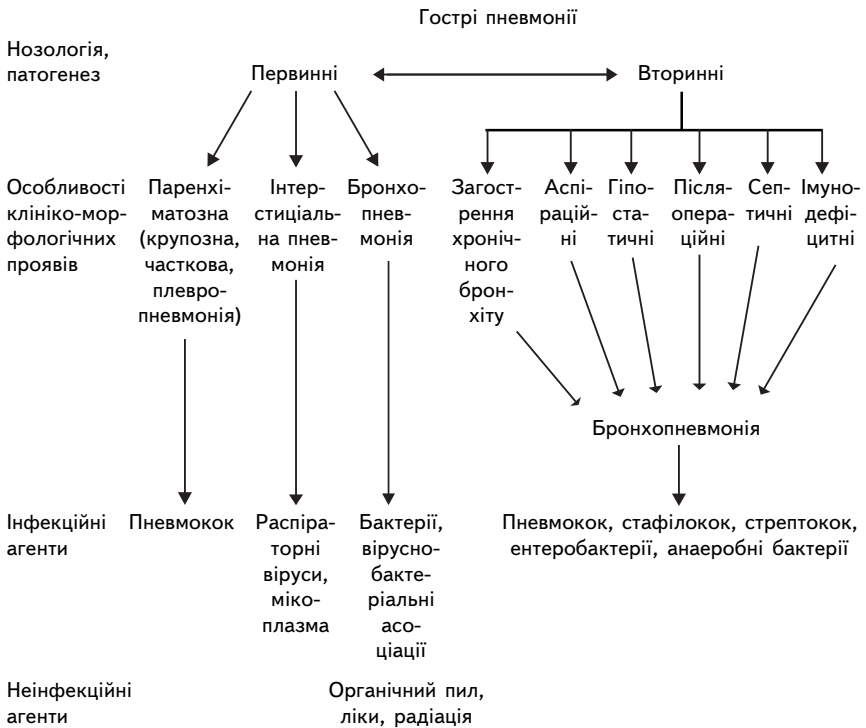 Гострі пневмонії
Нозологія,
патогенез
Первинні
Вторинні
Особливості
клініко-мор-
фологічних
проявів
Паренхі-
матозна
(крупозна,
часткова,
плевро-
пневмонія)
Інтер-
стиціаль-
на пнев-
монія
Бронхо-
пнев-
монія
Загост-
рення
хроніч-
ного
брон-
хіту
Аспі-
рацій-
ні
Гіпо-
ста-
тичні
Після-
опера-
ційні
Сеп-
тичні
Імуно-
дефі-
цитні
Бронхопневмонія
Інфекційні
агенти
Пневмокок
Распіра-
торні
віруси,
міко-
плазма
Бактерії,
вірусно-
бакте-
ріальні
асо-
ціації
Пневмокок, стафілокок, стрептокок,
ентеробактерії, анаеробні бактерії
Неінфекційні
агенти
Органічний пил,
ліки, радіація